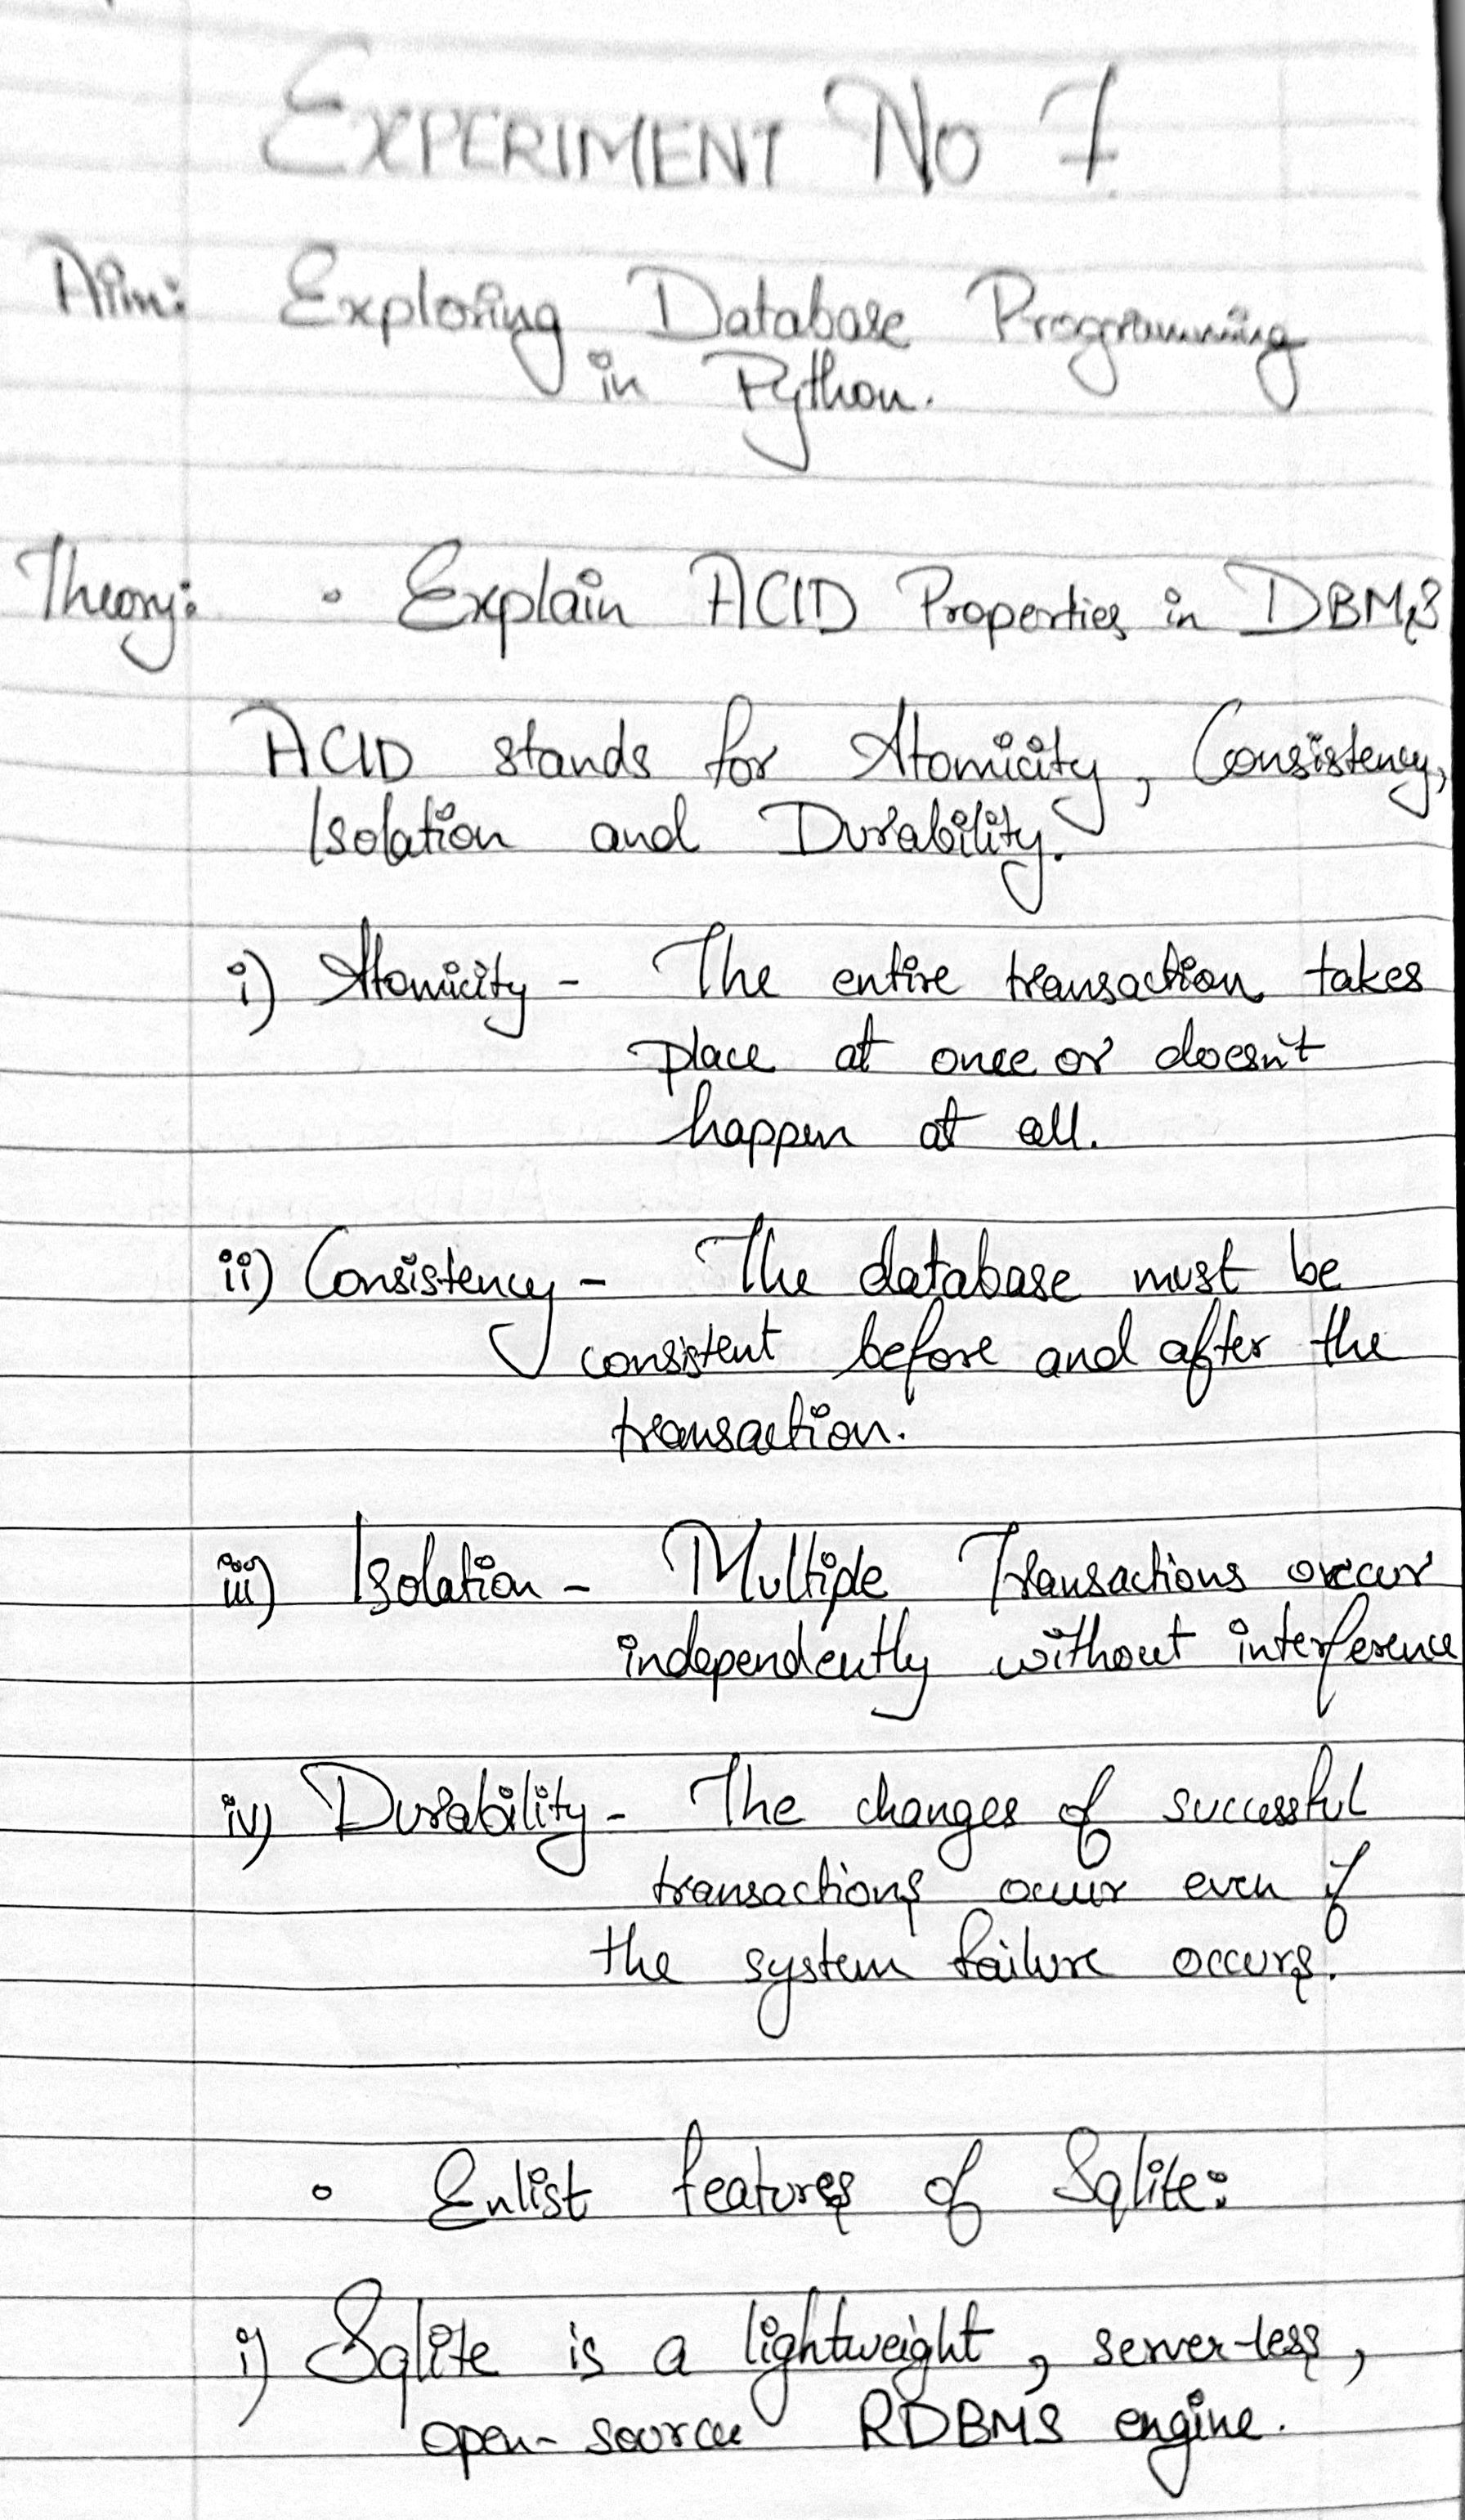 EXPERIMENT No 7
Aim: Exploring Database Programming
in Python.
Theory: • Explain ACID Properties in DBMS
ACID stands for Atomicity, Consistency,
Isolation and Durability.
i) Atomicity - The entire transaction takes
place at once or doesn't
happen at all.
ii) Consistency - The database must be
consistent before and after the
transaction.
iii) Isolation - Multiple Transactions occur
independently without interference
iv) Durability - The changes of successful
transactions occur even if
the system failure occurs.
• Enlist features of Sqlite:
i) Sqlite is a lightweight, server-less,
open-source RDBMS engine.